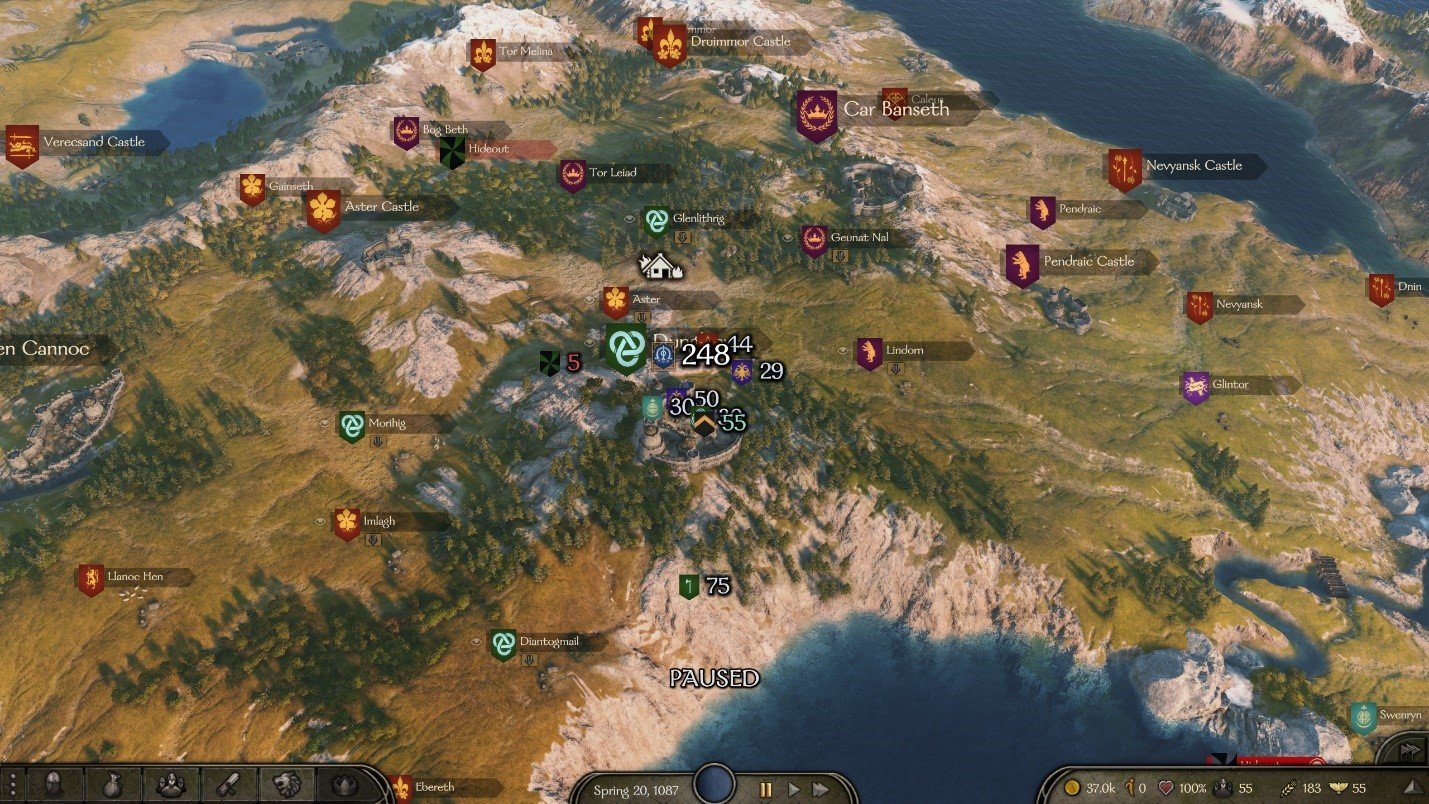 Tor Melina
Druimmor Castle
Car Banseth
Verecsand Castle
Bog Beth
Hideout
Tor Leiad
Nevyansk Castle
Gainseth
Aster Castle
Glenlithrig
Pendraic
Geunat Nal
Pendraic Castle
Aster
Nevyansk
Dnin
en Cannoc
248
44
Lindom
5
29
Glintor
50
30
55
Morihig
Imlagh
Llanoc Hen
75
Diantogmail
PAUSED
Swenryn
Ebereth
Spring 20, 1087
37.0k 0 100% 55 183 55